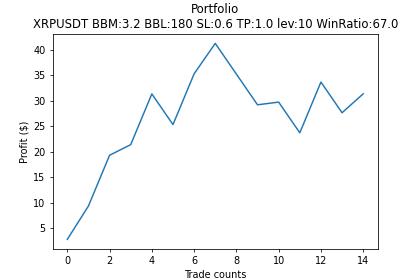 Portfolio
XRPUSDT BBM:3.2 BBL:180 SL:0.6 TP:1.0 lev:10 WinRatio:67.0
Profit ($)
40
35
30
25
20
15
10
5
0 2 4 6 8 10 12 14
Trade counts